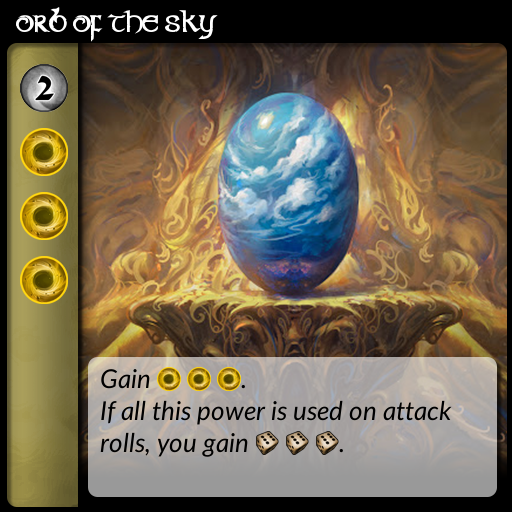 Orb of the Sky
2
Gain .
If all this power is used on attack
rolls, you gain .